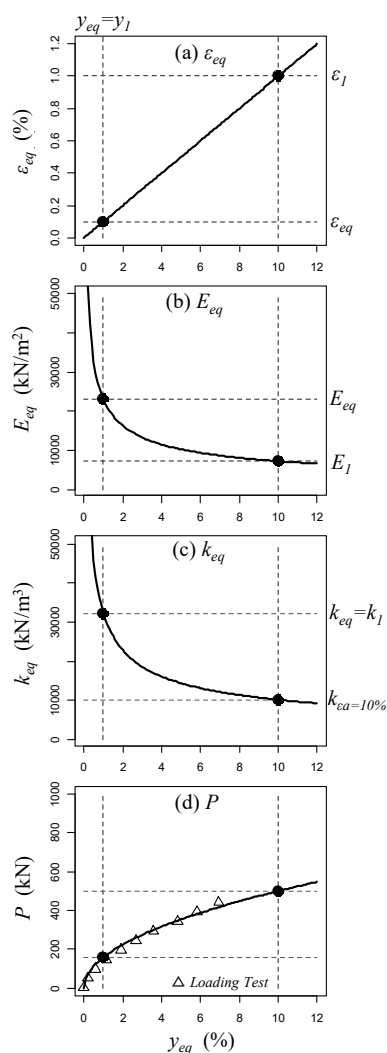 y_eq=y_1
(a) ε_eq
ε_eq. (%)
0.0 0.2 0.4 0.6 0.8 1.0 1.2
ε_1
ε_eq
0 2 4 6 8 10 12
(b) E_eq
E_eq (kN/m²)
0 10000 30000 50000
E_eq
E_1
0 2 4 6 8 10 12
(c) k_eq
k_eq (kN/m³)
0 10000 30000 50000
k_eq=k_1
k_εa=10%
0 2 4 6 8 10 12
(d) P
P (kN)
0 200 400 600 800 1000
△ Loading Test
0 2 4 6 8 10 12
y_eq (%)